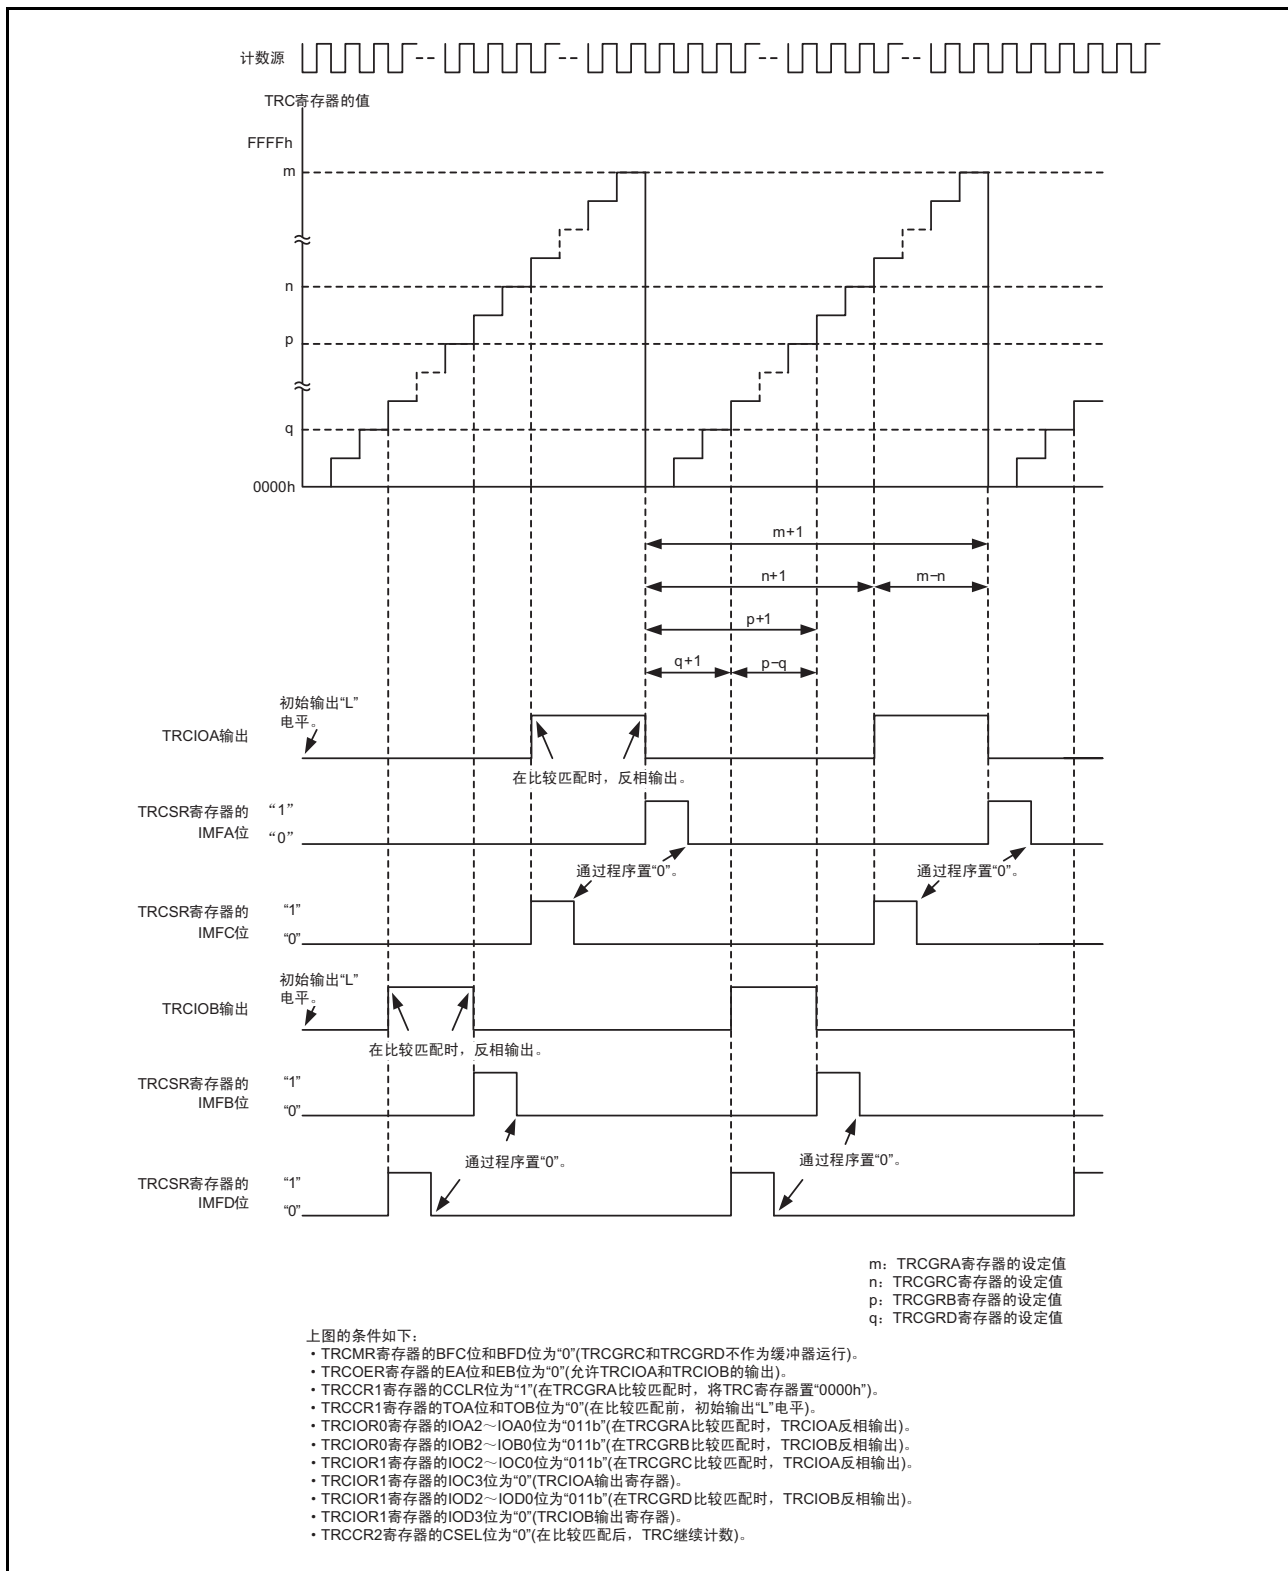 计数源
TRC寄存器的值
FFFFh
m
n
p
q
0000h
m+1
n+1
m−n
p+1
q+1
p−q
初始输出“L”
电平。
TRCIOA输出
在比较匹配时，反相输出。
TRCSR寄存器的
IMFA位
“1”
“0”
通过程序置“0”。
通过程序置“0”。
TRCSR寄存器的
IMFC位
“1”
“0”
初始输出“L”
电平。
TRCIOB输出
在比较匹配时，反相输出。
TRCSR寄存器的
IMFB位
“1”
“0”
通过程序置“0”。
通过程序置“0”。
TRCSR寄存器的
IMFD位
“1”
“0”
m：TRCGRA寄存器的设定值
n：TRCGRC寄存器的设定值
p：TRCGRB寄存器的设定值
q：TRCGRD寄存器的设定值
上图的条件如下：
・TRCMR寄存器的BFC位和BFD位为“0”(TRCGRC和TRCGRD不作为缓冲器运行)。
・TRCOER寄存器的EA位和EB位为“0”(允许TRCIOA和TRCIOB的输出)。
・TRCCR1寄存器的CCLR位为“1”(在TRCGRA比较匹配时，将TRC寄存器置“0000h”)。
・TRCCR1寄存器的TOA位和TOB位为“0”(在比较匹配前，初始输出“L”电平)。
・TRCIOR0寄存器的IOA2～IOA0位为“011b”(在TRCGRA比较匹配时，TRCIOA反相输出)。
・TRCIOR0寄存器的IOB2～IOB0位为“011b”(在TRCGRB比较匹配时，TRCIOB反相输出)。
・TRCIOR1寄存器的IOC2～IOC0位为“011b”(在TRCGRC比较匹配时，TRCIOA反相输出)。
・TRCIOR1寄存器的IOC3位为“0”(TRCIOA输出寄存器)。
・TRCIOR1寄存器的IOD2～IOD0位为“011b”(在TRCGRD比较匹配时，TRCIOB反相输出)。
・TRCIOR1寄存器的IOD3位为“0”(TRCIOB输出寄存器)。
・TRCCR2寄存器的CSEL位为“0”(在比较匹配后，TRC继续计数)。